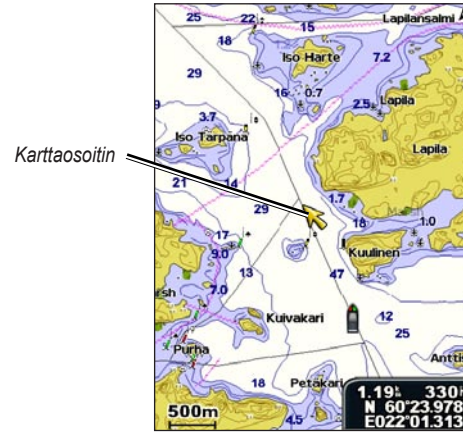 25 22 15 Lapilansalmi
18 7.2
Iso Harte
29
16 0.7
2.5 Lapila
3.7
Iso Tarpana
Lapila
Karttaosoitin
21 14
1.7
29 18 1.0
17
9.0 Kuulinen
13 47
7.0
Kuivakari 12
25
Purha
Anttis
18 Petäkari
1.19 330
500m N 60°23.978
4.5 E022°01.313